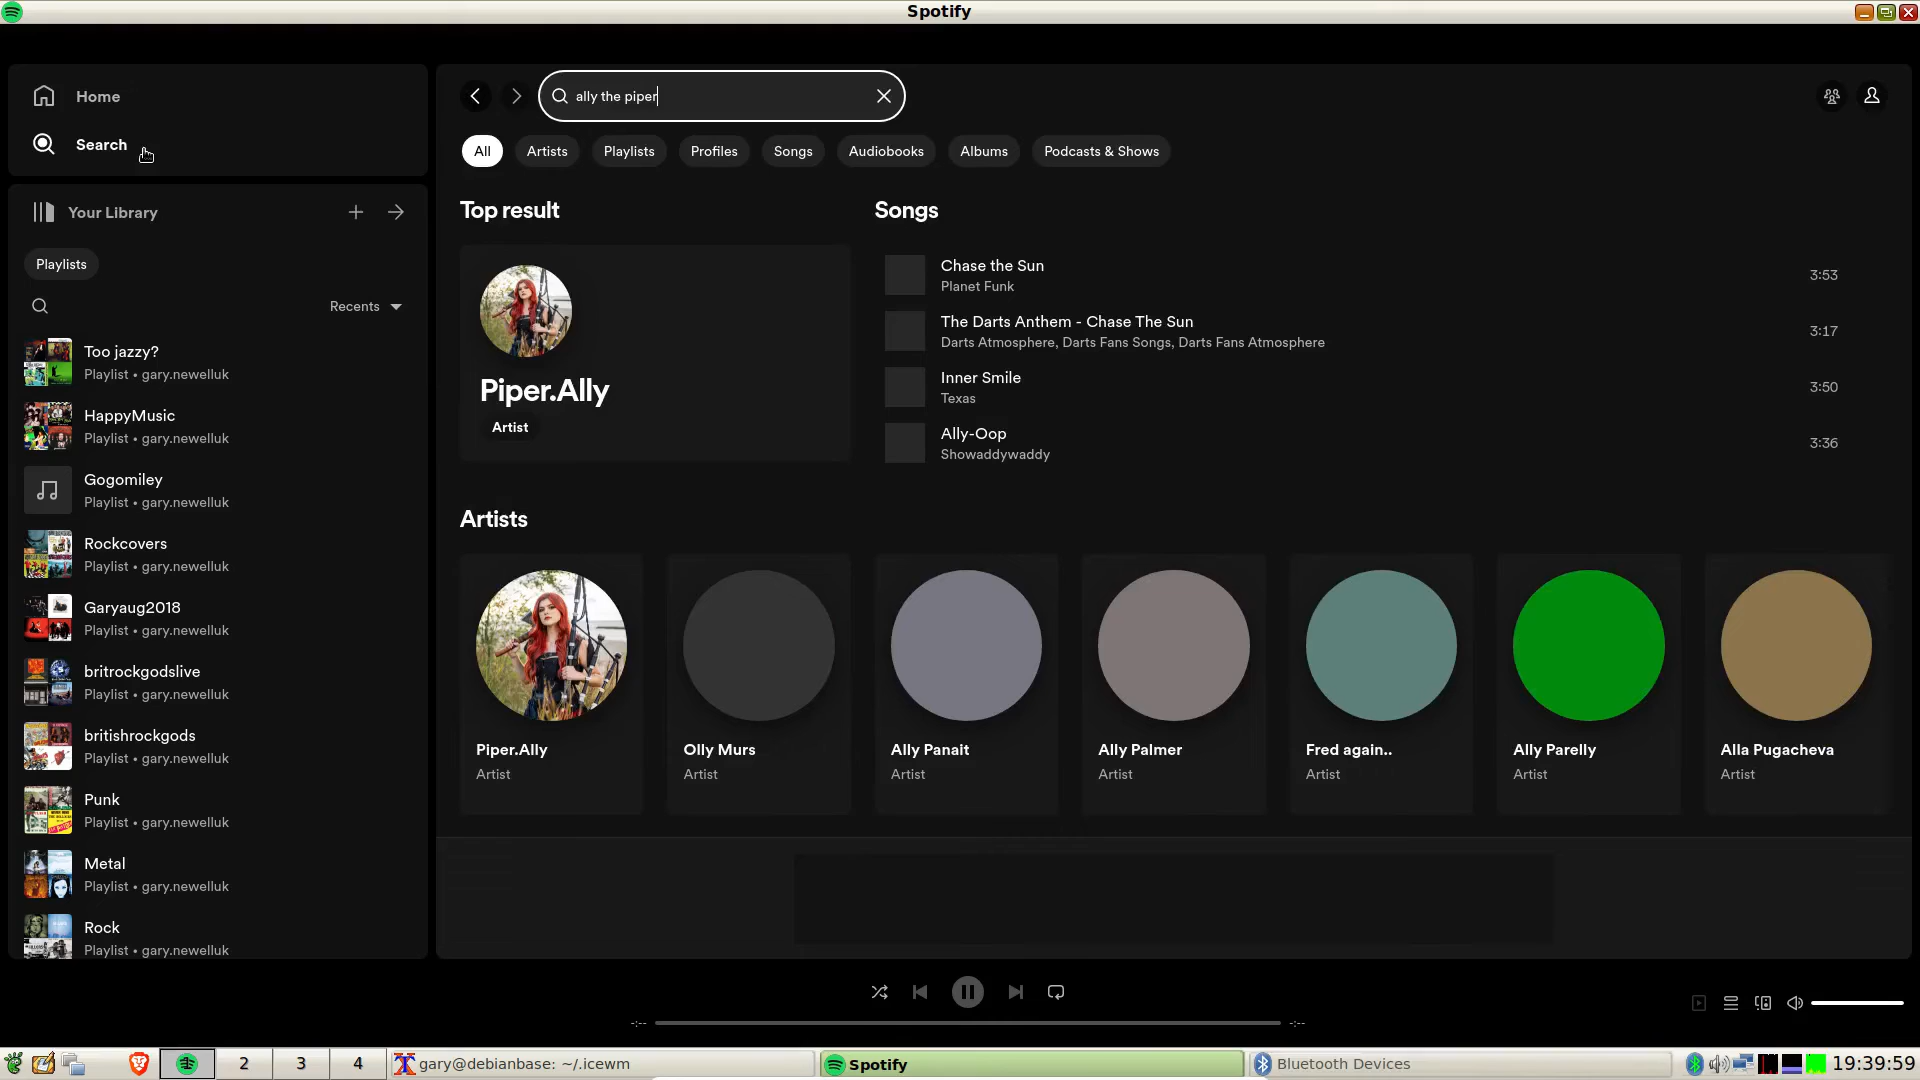 Spotify
Home
Search
ally the piper
All
Artists
Playlists
Profiles
Songs
Audiobooks
Albums
Podcasts & Shows
Your Library
Playlists
Recents
Too jazzy?
Playlist • gary.newelluk
HappyMusic
Playlist • gary.newelluk
Gogomiley
Playlist • gary.newelluk
Rockcovers
Playlist • gary.newelluk
Garyaug2018
Playlist • gary.newelluk
britrockgodslive
Playlist • gary.newelluk
britishrockgods
Playlist • gary.newelluk
Punk
Playlist • gary.newelluk
Metal
Playlist • gary.newelluk
Rock
Playlist • gary.newelluk
Top result
Piper.Ally
Artist
Songs
Chase the Sun
Planet Funk
3:53
The Darts Anthem - Chase The Sun
Darts Atmosphere, Darts Fans Songs, Darts Fans Atmosphere
3:17
Inner Smile
Texas
3:50
Ally-Oop
Showaddywaddy
3:36
Artists
Piper.Ally
Artist
Olly Murs
Artist
Ally Panait
Artist
Ally Palmer
Artist
Fred again..
Artist
Ally Parelly
Artist
Alla Pugacheva
Artist
-:--
-:--
2
3
4
gary@debianbase: ~/.icewm
Spotify
Bluetooth Devices
19:39:59